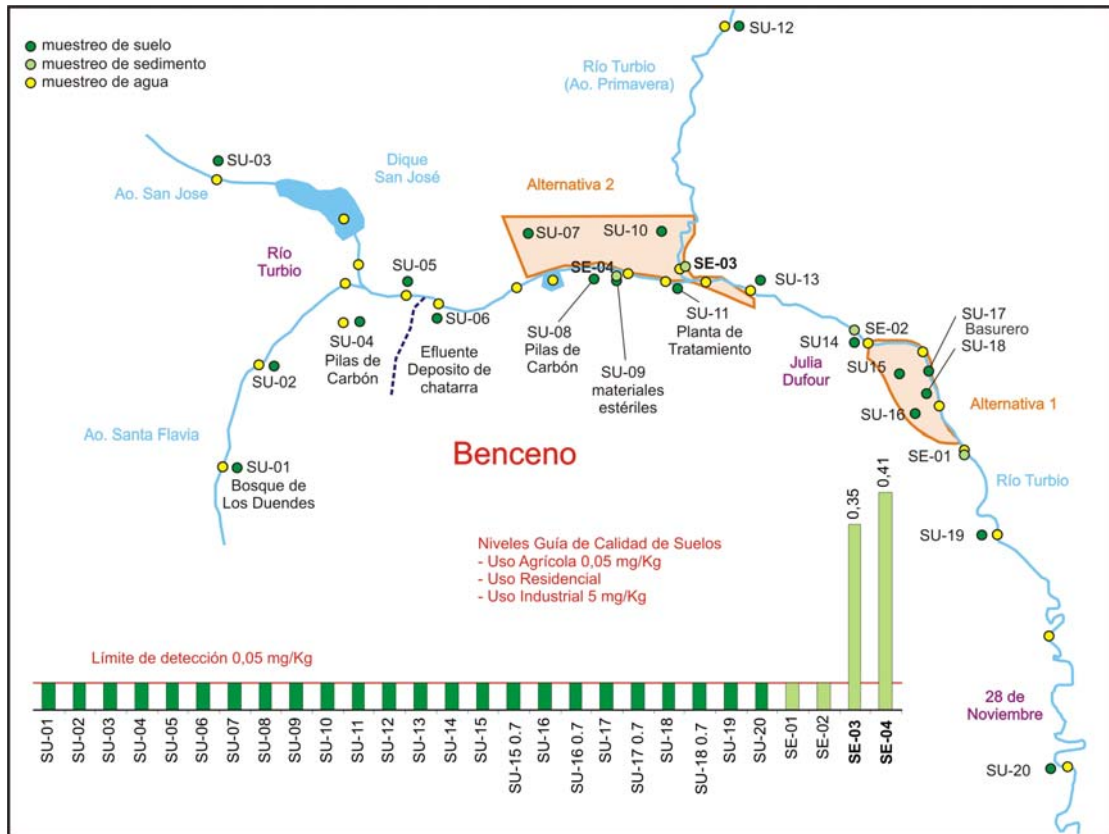 muestreo de suelo
muestreo de sedimento
muestreo de agua
SU-12
Río Turbio
(Ao. Primavera)
SU-03
Ao. San Jose
Dique
San José
Alternativa 2
SU-07
SU-10
Río
Turbio
SU-05
SE-04
SE-03
SU-13
SU-06
SU-04
Pilas de
Carbón
Efluente
Deposito de
chatarra
SU-08
Pilas de
Carbón
SU-09
materiales
estériles
SU-11
Planta de
Tratamiento
SU14
SE-02
SU-17
Basurero
SU-18
SU15
SU-16
Julia
Dufour
Alternativa 1
SU-02
Ao. Santa Flavia
SU-01
Bosque de
Los Duendes
Benceno
SE-01
Río Turbio
SU-19
28 de
Noviembre
SU-20
Niveles Guía de Calidad de Suelos
- Uso Agrícola 0,05 mg/Kg
- Uso Residencial
- Uso Industrial 5 mg/Kg
Límite de detección 0,05 mg/Kg
0,35
0,41
SU-01
SU-02
SU-03
SU-04
SU-05
SU-06
SU-07
SU-08
SU-09
SU-10
SU-11
SU-12
SU-13
SU-14
SU-15
SU-15 0.7
SU-16
SU-16 0.7
SU-17
SU-17 0.7
SU-18
SU-18 0.7
SU-19
SU-20
SE-01
SE-02
SE-03
SE-04